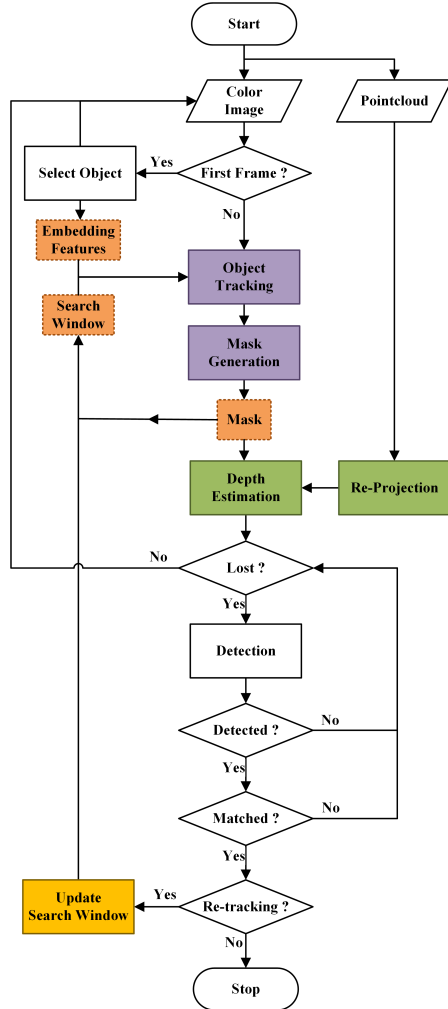 Start
Color
Image
Pointcloud
Yes
Select Object
First Frame ?
No
Embedding
Features
Object
Tracking
Search
Window
Mask
Generation
Mask
Depth
Estimation
Re-Projection
No
Lost ?
Yes
Detection
No
Detected ?
Yes
No
Matched ?
Yes
Update
Search Window
Yes
Re-tracking ?
No
Stop